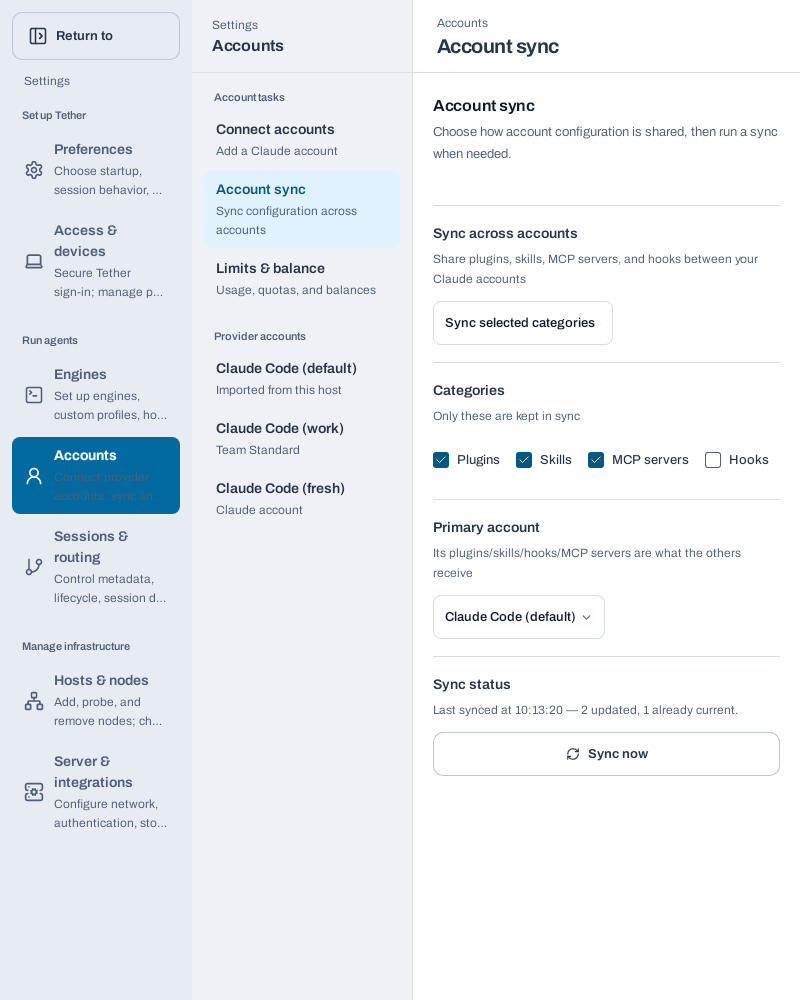 Return to
Settings
Set up Tether
Preferences
Choose startup,
session behavior, ...
Access &
devices
Secure Tether
sign-in; manage p...
Run agents
Engines
Set up engines,
custom profiles, ho...
Accounts
Connect provider
accounts, sync an...
Sessions &
routing
Control metadata,
lifecycle, session d...
Manage infrastructure
Hosts & nodes
Add, probe, and
remove nodes; ch...
Server &
integrations
Configure network,
authentication, sto...
Settings
Accounts
Account tasks
Connect accounts
Add a Claude account
Account sync
Sync configuration across
accounts
Limits & balance
Usage, quotas, and balances
Provider accounts
Claude Code (default)
Imported from this host
Claude Code (work)
Team Standard
Claude Code (fresh)
Claude account
Accounts
Account sync
Account sync
Choose how account configuration is shared, then run a sync
when needed.
Sync across accounts
Share plugins, skills, MCP servers, and hooks between your
Claude accounts
Sync selected categories
Categories
Only these are kept in sync
Plugins Skills MCP servers Hooks
Primary account
Its plugins/skills/hooks/MCP servers are what the others
receive
Claude Code (default)
Sync status
Last synced at 10:13:20 — 2 updated, 1 already current.
Sync now